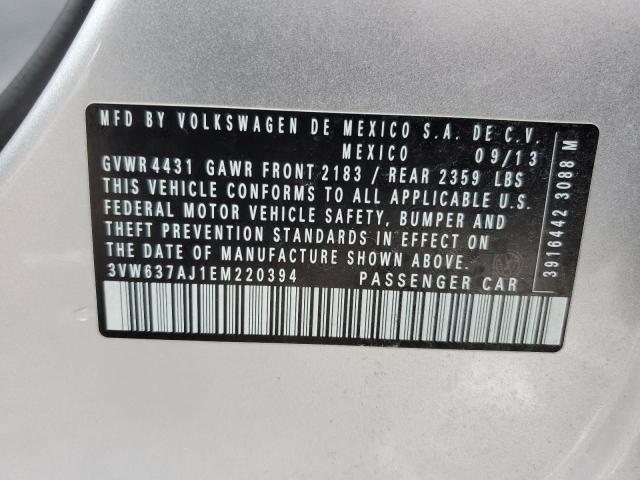 MFD BY VOLKSWAGEN DE MEXICO S.A. DE C.V.
MEXICO 09/13
GVWR 4431 GAWR FRONT 2183 / REAR 2359 LBS
THIS VEHICLE CONFORMS TO ALL APPLICABLE U.S.
FEDERAL MOTOR VEHICLE SAFETY, BUMPER AND
THEFT PREVENTION STANDARDS IN EFFECT ON
THE DATE OF MANUFACTURE SHOWN ABOVE.
3VW637AJ1EM220394 PASSENGER CAR
3916442 3088 M